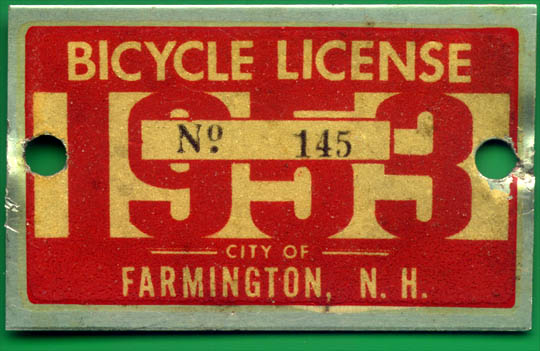 BICYCLE LICENSE
1953
Nº 145
CITY OF
FARMINGTON, N. H.